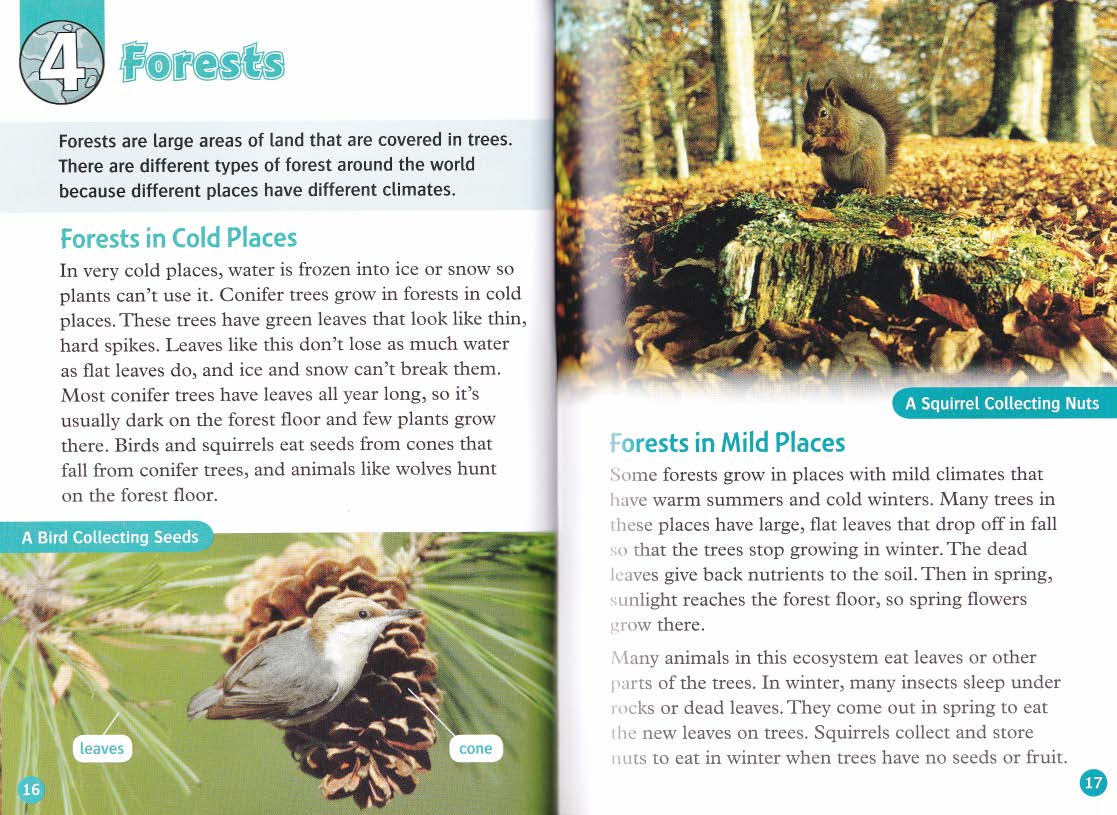 4 Forests
Forests are large areas of land that are covered in trees.
There are different types of forest around the world
because different places have different climates.
Forests in Cold Places
In very cold places, water is frozen into ice or snow so
plants can't use it. Conifer trees grow in forests in cold
places. These trees have green leaves that look like thin,
hard spikes. Leaves like this don't lose as much water
as flat leaves do, and ice and snow can't break them.
Most conifer trees have leaves all year long, so it's
usually dark on the forest floor and few plants grow
there. Birds and squirrels eat seeds from cones that
fall from conifer trees, and animals like wolves hunt
on the forest floor.
A Bird Collecting Seeds
leaves
cone
16
A Squirrel Collecting Nuts
Forests in Mild Places
Some forests grow in places with mild climates that
have warm summers and cold winters. Many trees in
these places have large, flat leaves that drop off in fall
so that the trees stop growing in winter. The dead
leaves give back nutrients to the soil. Then in spring,
sunlight reaches the forest floor, so spring flowers
grow there.
Many animals in this ecosystem eat leaves or other
parts of the trees. In winter, many insects sleep under
rocks or dead leaves. They come out in spring to eat
the new leaves on trees. Squirrels collect and store
nuts to eat in winter when trees have no seeds or fruit.
17